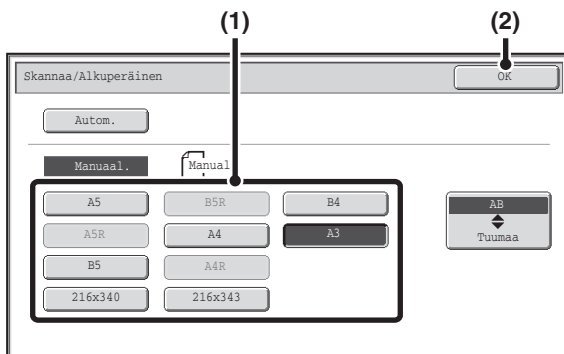 (1) (2)
Skannaa/Alkuperäinen OK
Autom.
Manuaal. Manual
A5 B5R B4 AB
A5R A4 A3 Tuumaa
B5 A4R
216x340 216x343